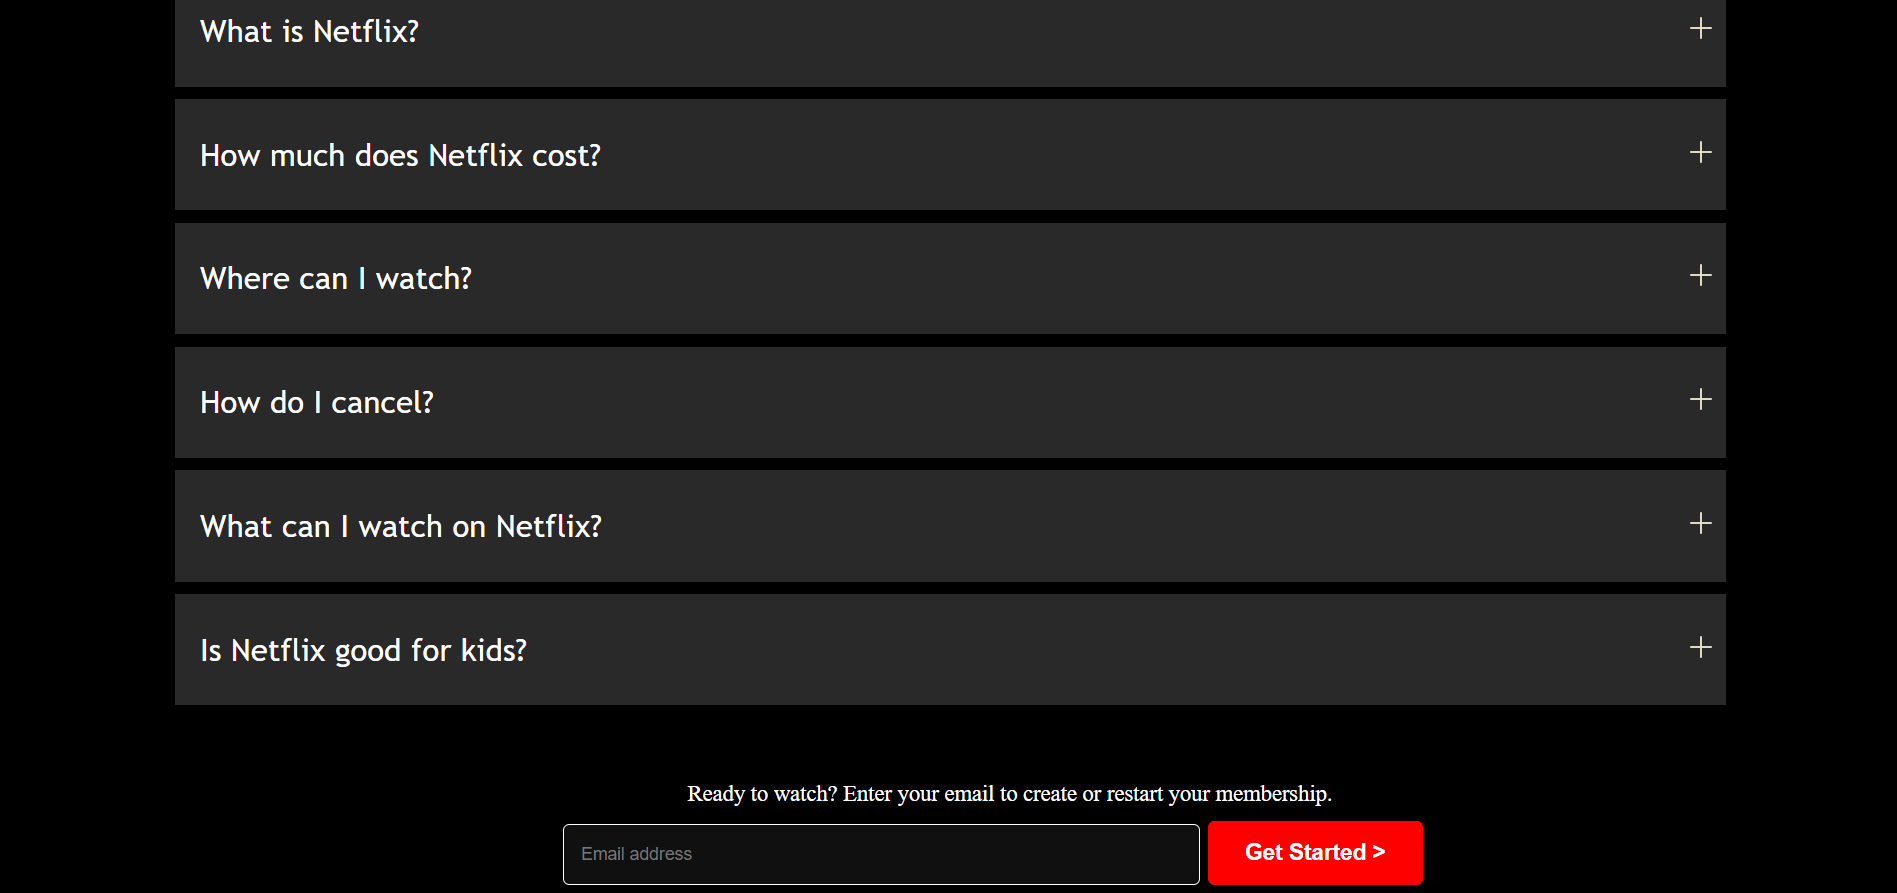 What is Netflix?
How much does Netflix cost?
Where can I watch?
How do I cancel?
What can I watch on Netflix?
Is Netflix good for kids?
Ready to watch? Enter your email to create or restart your membership.
Email address
Get Started >